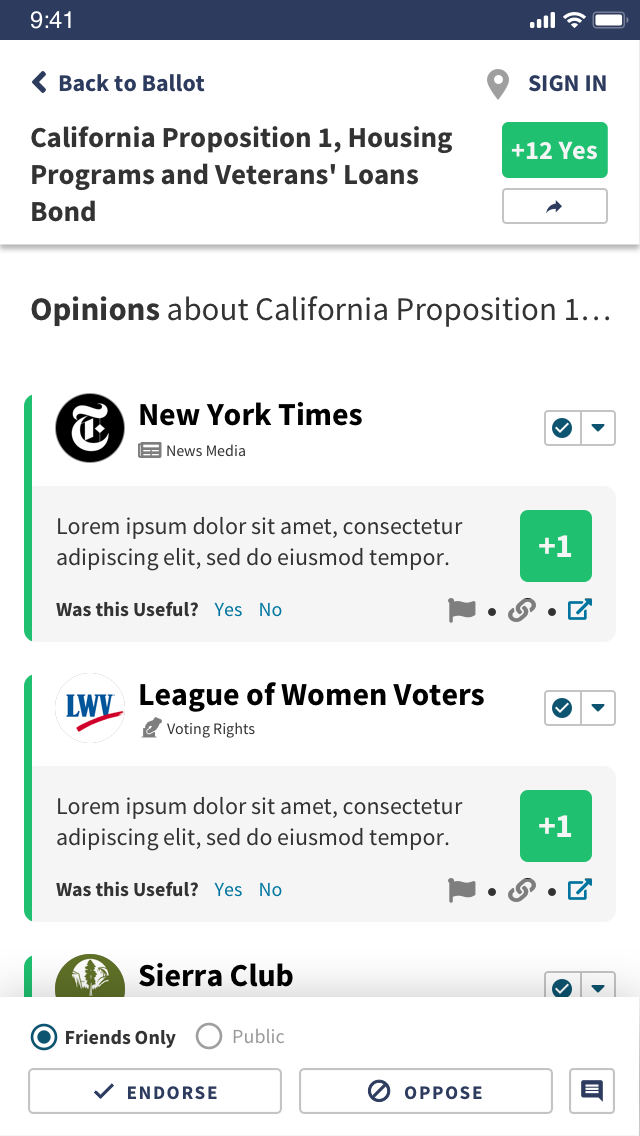 9:41
Back to Ballot
SIGN IN
California Proposition 1, Housing
Programs and Veterans' Loans
Bond
+12 Yes
Opinions about California Proposition 1...
T
New York Times
News Media
Lorem ipsum dolor sit amet, consectetur
adipiscing elit, sed do eiusmod tempor.
+1
Was this Useful? Yes No
LWV
League of Women Voters
Voting Rights
Lorem ipsum dolor sit amet, consectetur
adipiscing elit, sed do eiusmod tempor.
+1
Was this Useful? Yes No
Sierra Club
Friends Only
Public
ENDORSE
OPPOSE